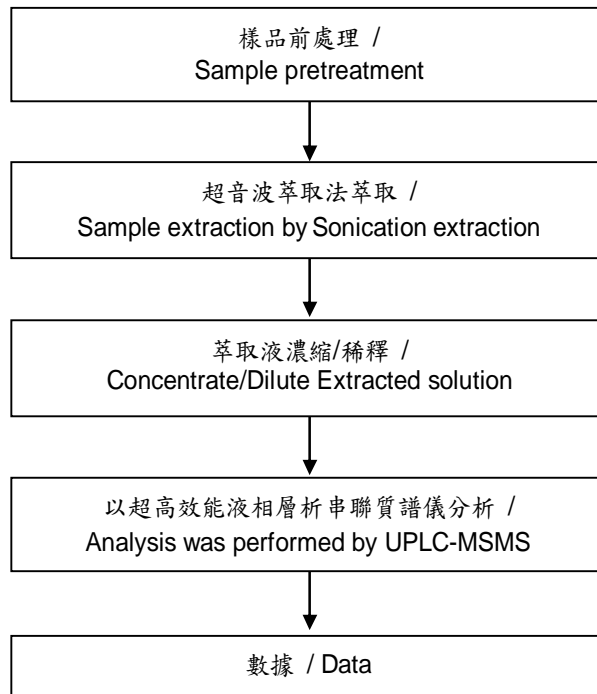 樣品前處理 /
Sample pretreatment
超音波萃取法萃取 /
Sample extraction by Sonication extraction
萃取液濃縮/稀釋 /
Concentrate/Dilute Extracted solution
以超高效能液相層析串聯質譜儀分析 /
Analysis was performed by UPLC-MSMS
數據 / Data